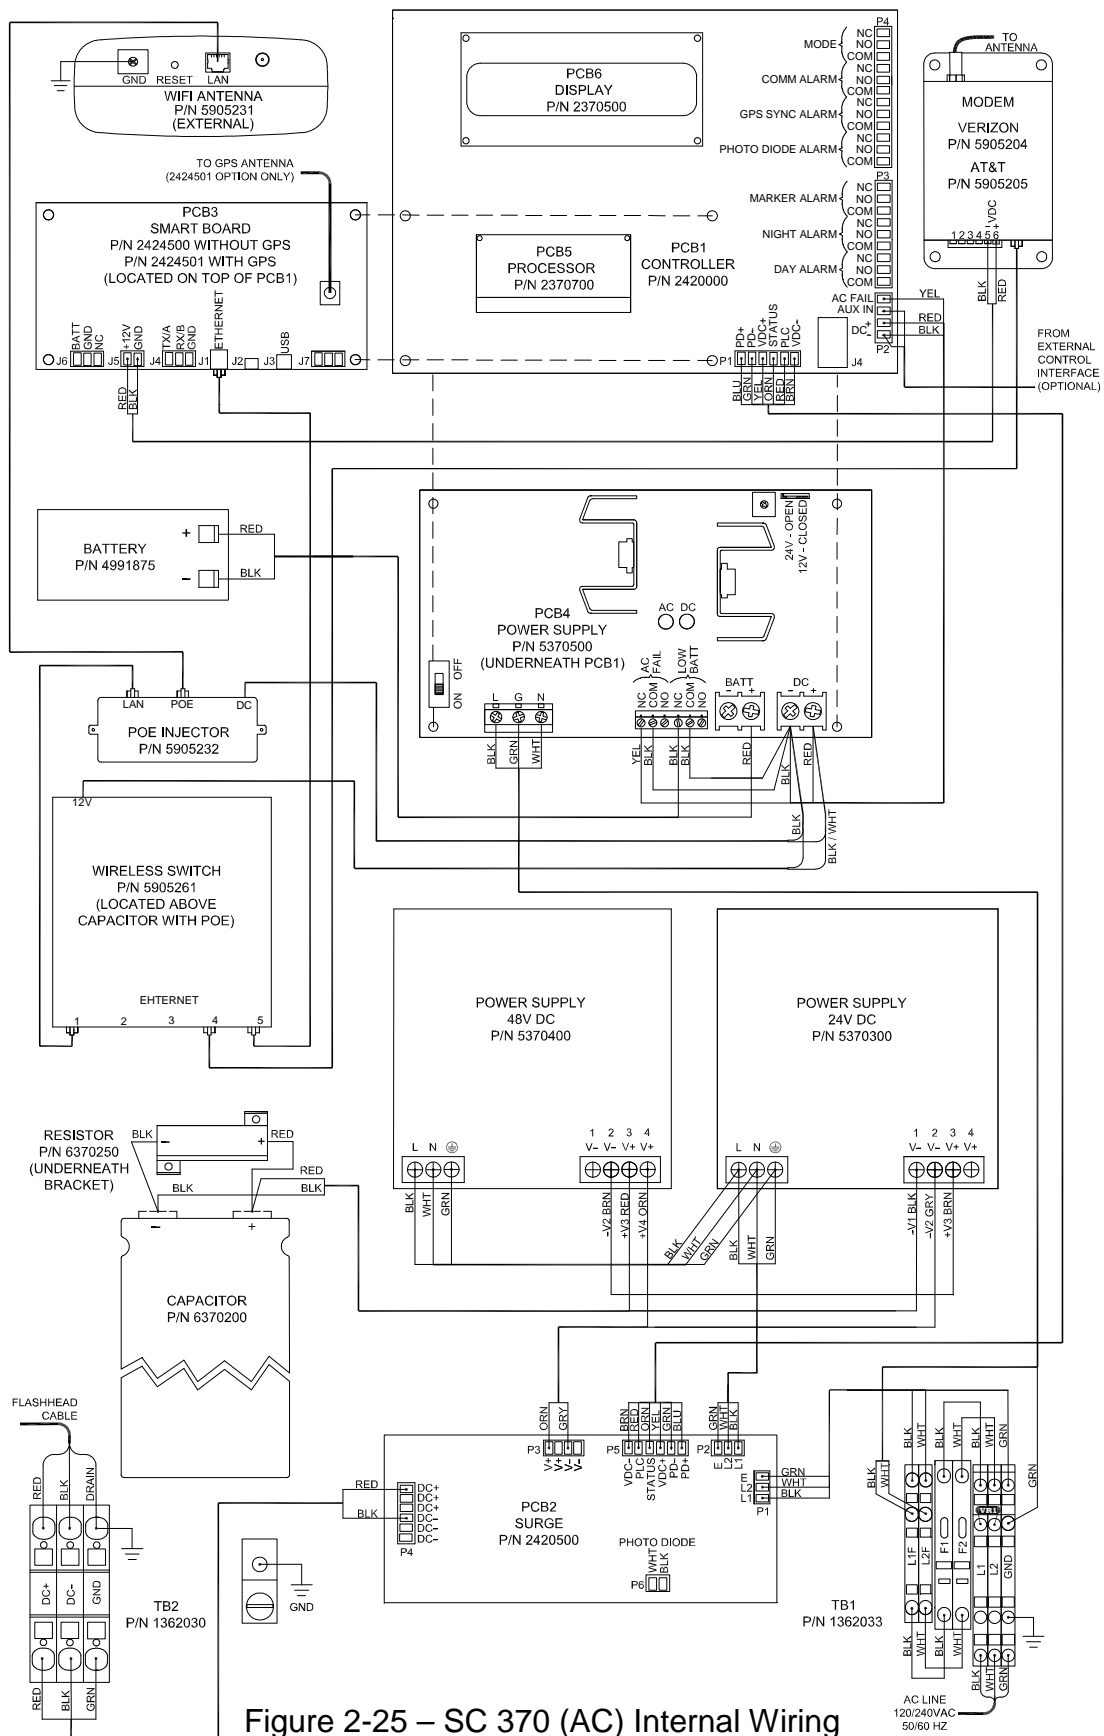 GND
RESET
LAN
WIFI ANTENNA
P/N 5905231
(EXTERNAL)
TO GPS ANTENNA
(2424501 OPTION ONLY)
PCB3
SMART BOARD
P/N 2424500 WITHOUT GPS
P/N 2424501 WITH GPS
(LOCATED ON TOP OF PCB1)
BATT
GND
NC
+12V
GND
TX/A
RX/B
GND
ETHERNET
USB
J6
J5
J4
J1
J2
J3
J7
RED
BLK
PCB6
DISPLAY
P/N 2370500
PCB5
PROCESSOR
P/N 2370700
PCB1
CONTROLLER
P/N 2420000
P4
MODE
NC
NO
COM
COMM ALARM
NC
NO
COM
GPS SYNC ALARM
NC
NO
COM
PHOTO DIODE ALARM
NC
NO
COM
P3
MARKER ALARM
NC
NO
COM
NIGHT ALARM
NC
NO
COM
DAY ALARM
NC
NO
COM
AC FAIL
AUX IN
DC
+
-
P2
YEL
RED
BLK
P1
PD+
PD-
VDC+
STATUS
PLC
VDC-
J4
BLU
GRN
YEL
ORN
RED
BRN
TO
ANTENNA
MODEM
VERIZON
P/N 5905204
AT&T
P/N 5905205
1 2 3 4 5 6
- + VDC
BLK
RED
FROM
EXTERNAL
CONTROL
INTERFACE
(OPTIONAL)
BATTERY
P/N 4991875
+
-
RED
BLK
24V - OPEN
12V - CLOSED
AC DC
PCB4
POWER SUPPLY
P/N 5370500
(UNDERNEATH PCB1)
ON OFF
L G N
AC
FAIL
LOW
BATT
NC
COM
NO
NC
COM
NO
BATT
- +
DC
- +
BLK
GRN
WHT
YEL
BLK
BLK
BLK
RED
BLK
RED
BLK
BLK / WHT
LAN
POE
DC
POE INJECTOR
P/N 5905232
12V
WIRELESS SWITCH
P/N 5905261
(LOCATED ABOVE
CAPACITOR WITH POE)
EHTERNET
1 2 3 4 5
POWER SUPPLY
48V DC
P/N 5370400
L N
1 2 3 4
V- V- V+ V+
BLK
WHT
GRN
-V2 BRN
+V3 RED
+V4 ORN
POWER SUPPLY
24V DC
P/N 5370300
L N
1 2 3 4
V- V- V+ V+
BLK
WHT
GRN
BLK
WHT
GRN
-V1 BLK
-V2 GRY
+V3 BRN
RESISTOR
P/N 6370250
(UNDERNEATH
BRACKET)
BLK
-
+
RED
RED
BLK
BLK
-
+
CAPACITOR
P/N 6370200
FLASHHEAD
CABLE
RED
BLK
DRAIN
DC+
DC-
GND
RED
BLK
GRN
TB2
P/N 1362030
GND
ORN
GRY
P3
V+
V+
V-
V-
BRN
RED
ORN
YEL
GRN
BLU
P5
VDC-
PLC
STATUS
VDC+
PD-
PD+
GRN
WHT
BLK
P2
E
L2
L1
RED
BLK
DC+
DC+
DC+
DC-
DC-
DC-
P4
PCB2
SURGE
P/N 2420500
E
L2
L1
P1
GRN
WHT
BLK
PHOTO DIODE
WHT
BLK
P6
BLK
WHT
BLK
WHT
BLK
WHT
BLK
WHT
GRN
GRN
VR1
L1F
L2F
F1
F2
L1
L2
GND
BLK
WHT
BLK
WHT
BLK
WHT
GRN
TB1
P/N 1362033
AC LINE
120/240VAC
50/60 HZ
Figure 2-25 – SC 370 (AC) Internal Wiring